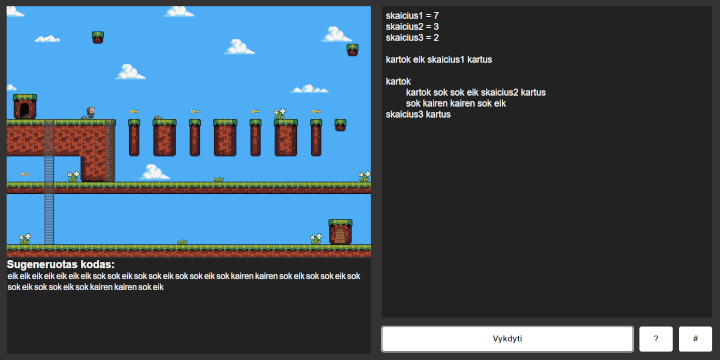 skaicius1 = 7
skaicius2 = 3
skaicius3 = 2
kartok eik skaicius1 kartus
kartok
kartok sok sok eik skaicius2 kartus
sok kairen kairen sok eik
skaicius3 kartus
Sugeneruotas kodas:
eik eik eik eik eik eik eik sok sok eik sok sok eik sok sok eik sok kairen kairen sok eik sok sok eik sok
sok eik sok sok eik sok kairen kairen sok eik
Vykdyti
?
#